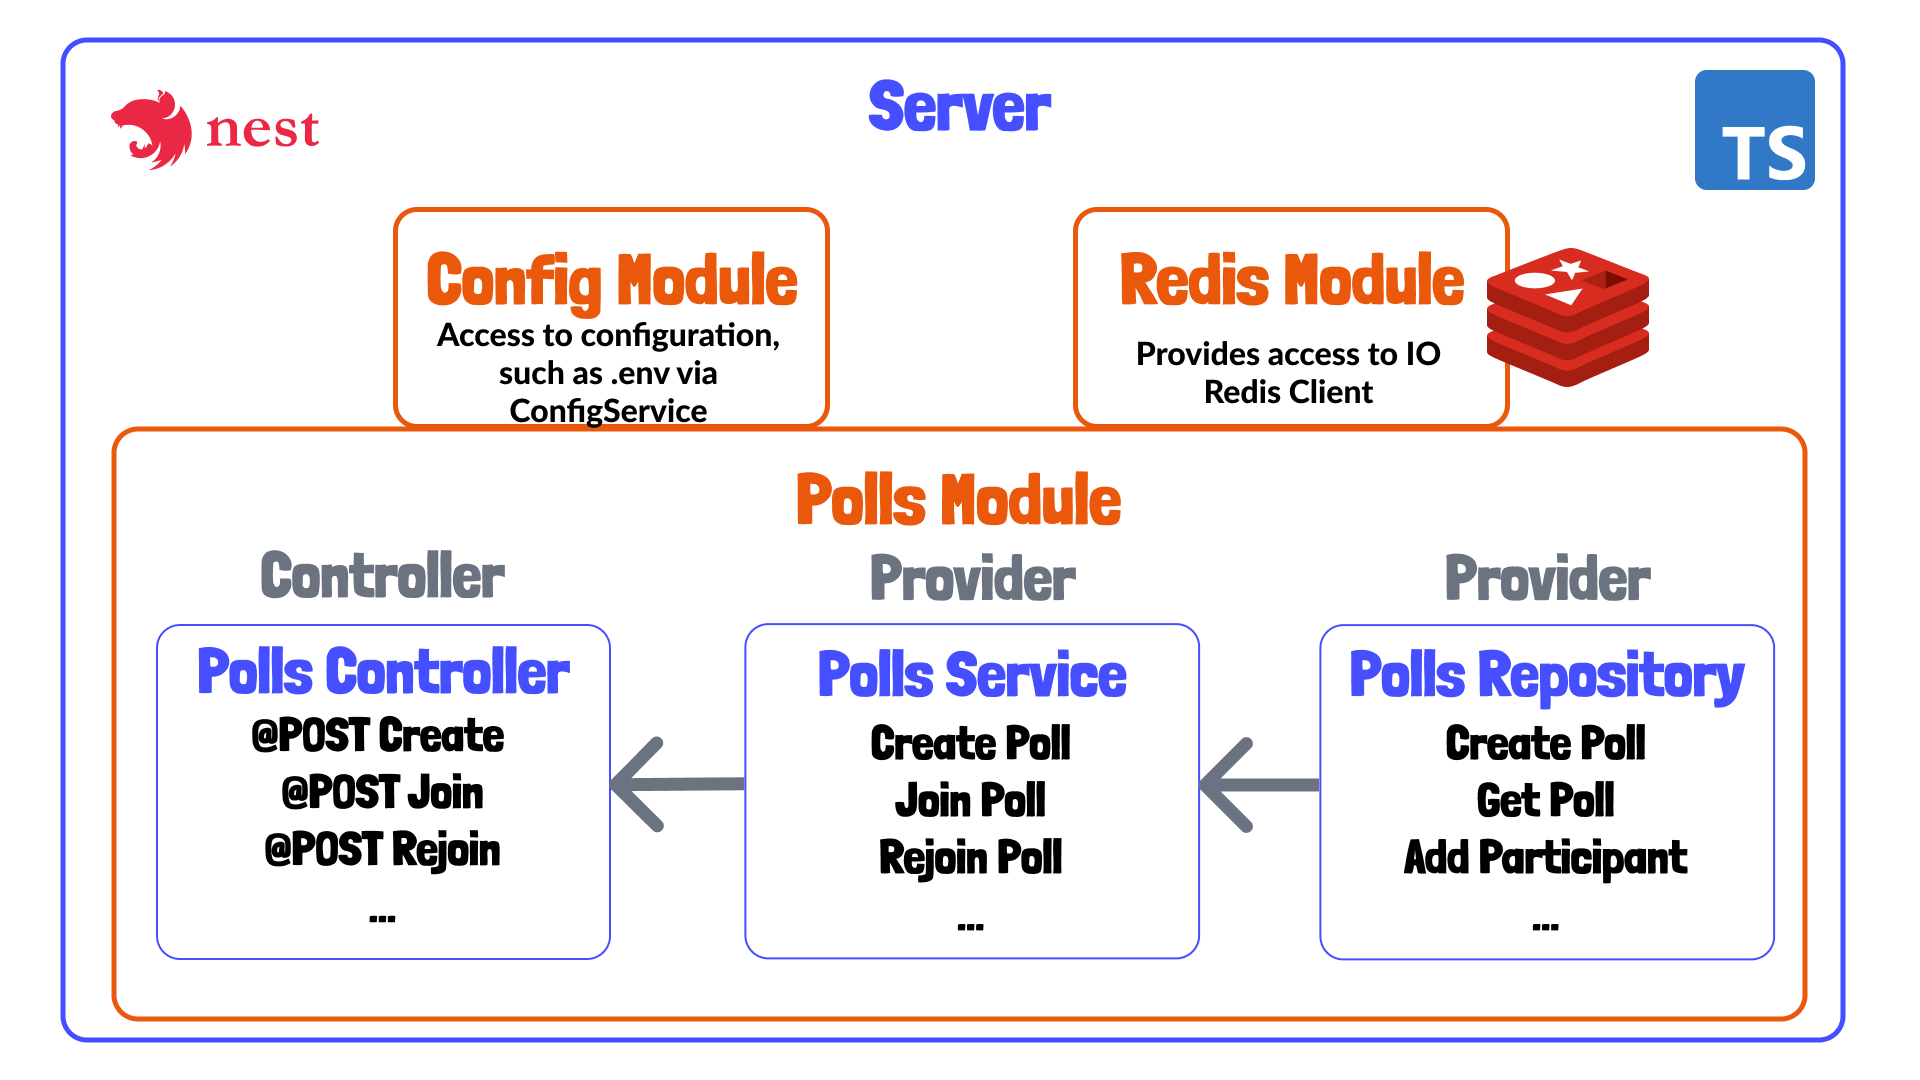 nest
Server
TS
Config Module
Access to configuration,
such as .env via
ConfigService
Redis Module
Provides access to IO
Redis Client
Polls Module
Controller
Polls Controller
@POST Create
@POST Join
@POST Rejoin
...
Provider
Polls Service
Create Poll
Join Poll
Rejoin Poll
...
Provider
Polls Repository
Create Poll
Get Poll
Add Participant
...